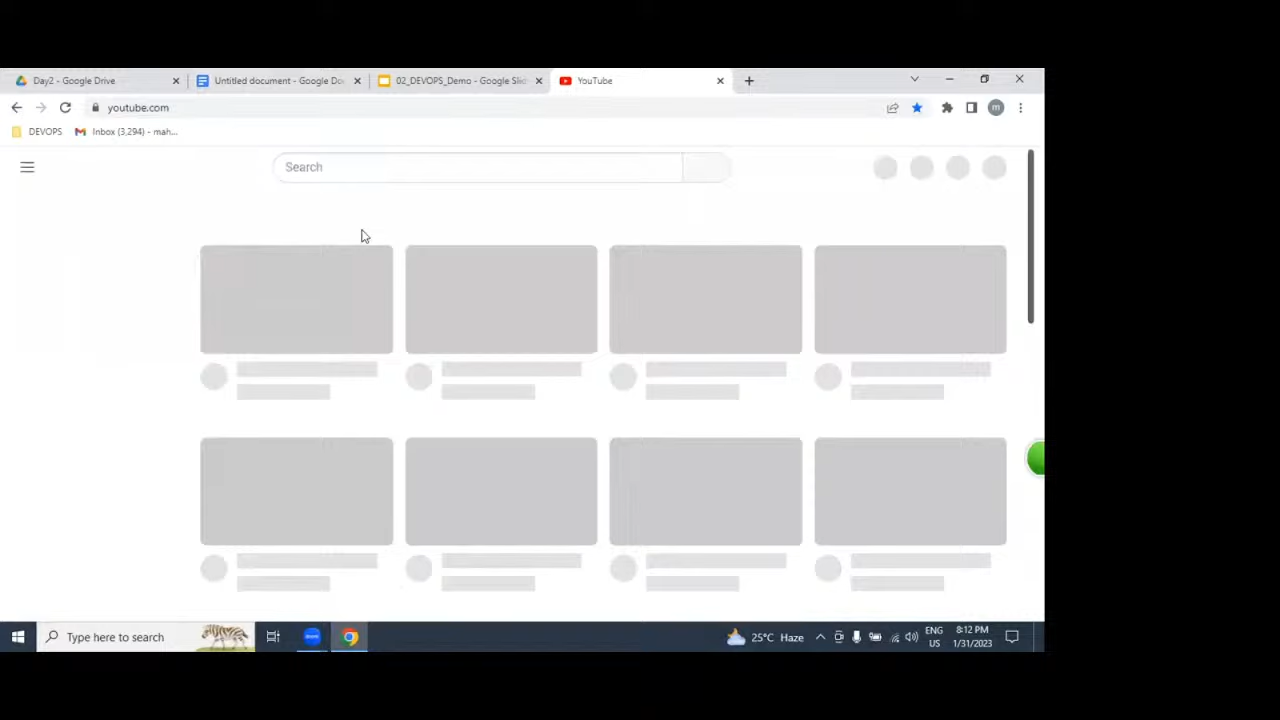 Day2 - Google Drive
Untitled document - Google Do
02_DEVOPS_Demo - Google Slid
YouTube
youtube.com
m
DEVOPS
Inbox (3,294) - mah...
Search
Type here to search
25°C Haze
ENG
US
8:12 PM
1/31/2023